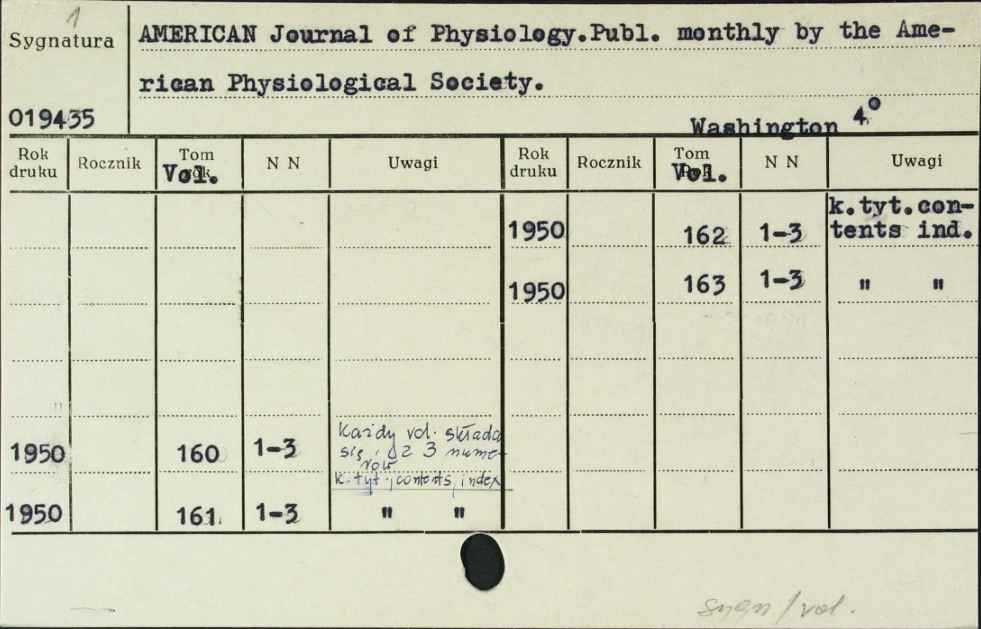 1
Sygnatura
AMERICAN Journal of Physiology.Publ. monthly by the Ame-
rican Physiological Society.
019435
Washington 4°
Rok druku Rocznik Tom Vol. N N Uwagi Rok druku Rocznik Tom Vol. N N Uwagi
1950 162 1-3 k.tyt.con-
tents ind.
1950 163 1-3 " "
1950 160 1-3 Każdy vol. składa
się z 3 nume-
rów
k. tyt., contents, index
1950 161 1-3 " "
sygn/vol.